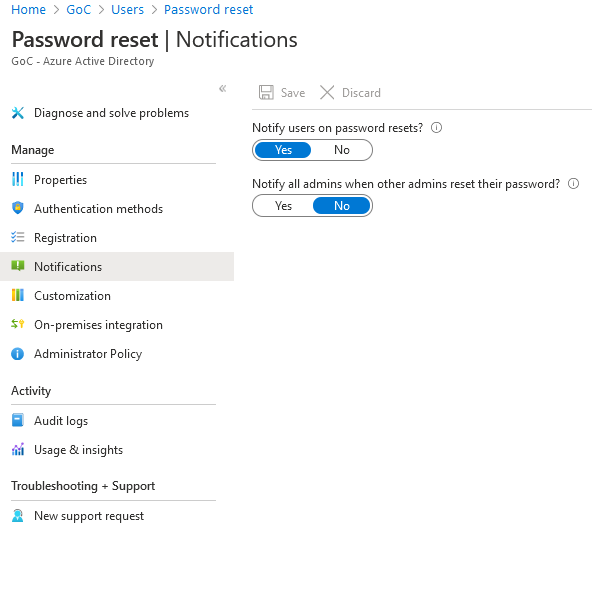 Home > GoC > Users > Password reset
Password reset | Notifications
GoC - Azure Active Directory
«
Diagnose and solve problems
Manage
Properties
Authentication methods
Registration
Notifications
Customization
On-premises integration
Administrator Policy
Activity
Audit logs
Usage & insights
Troubleshooting + Support
New support request
Save Discard
Notify users on password resets?
Yes No
Notify all admins when other admins reset their password?
Yes No